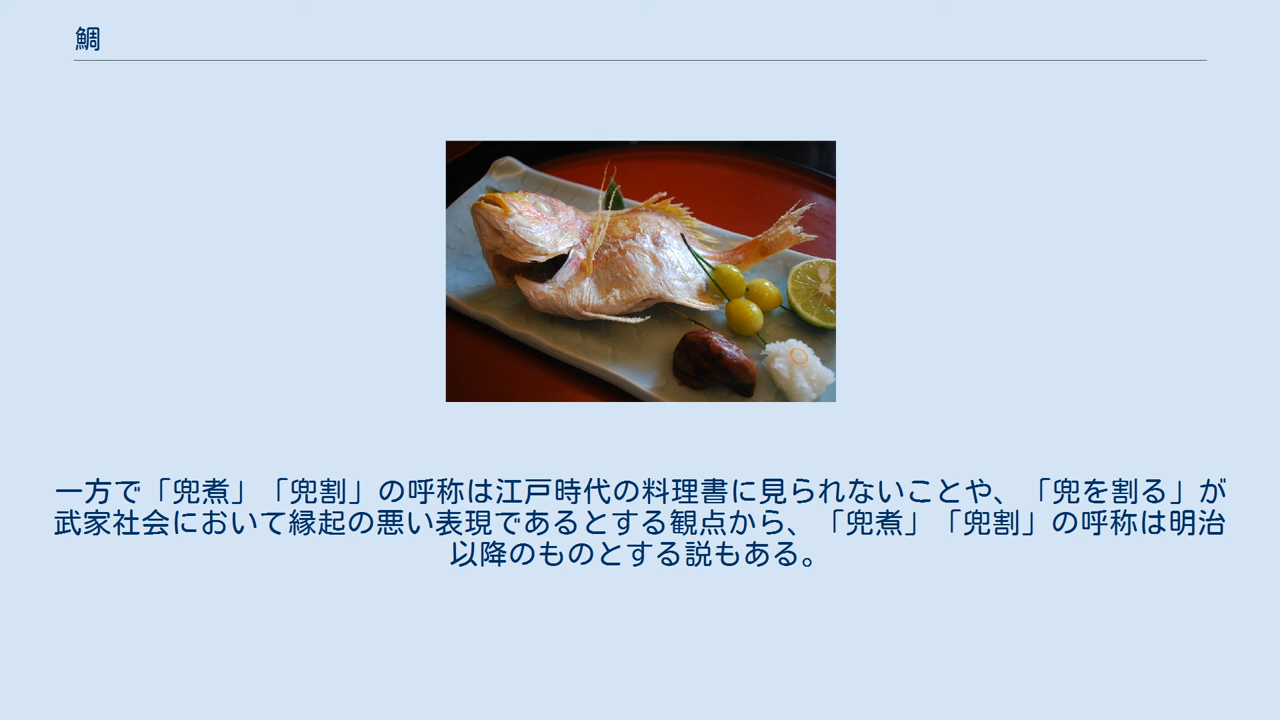 鯛
一方で「兜煮」「兜割」の呼称は江戸時代の料理書に見られないことや、「兜を割る」が
武家社会において縁起の悪い表現であるとする観点から、「兜煮」「兜割」の呼称は明治
以降のものとする説もある。